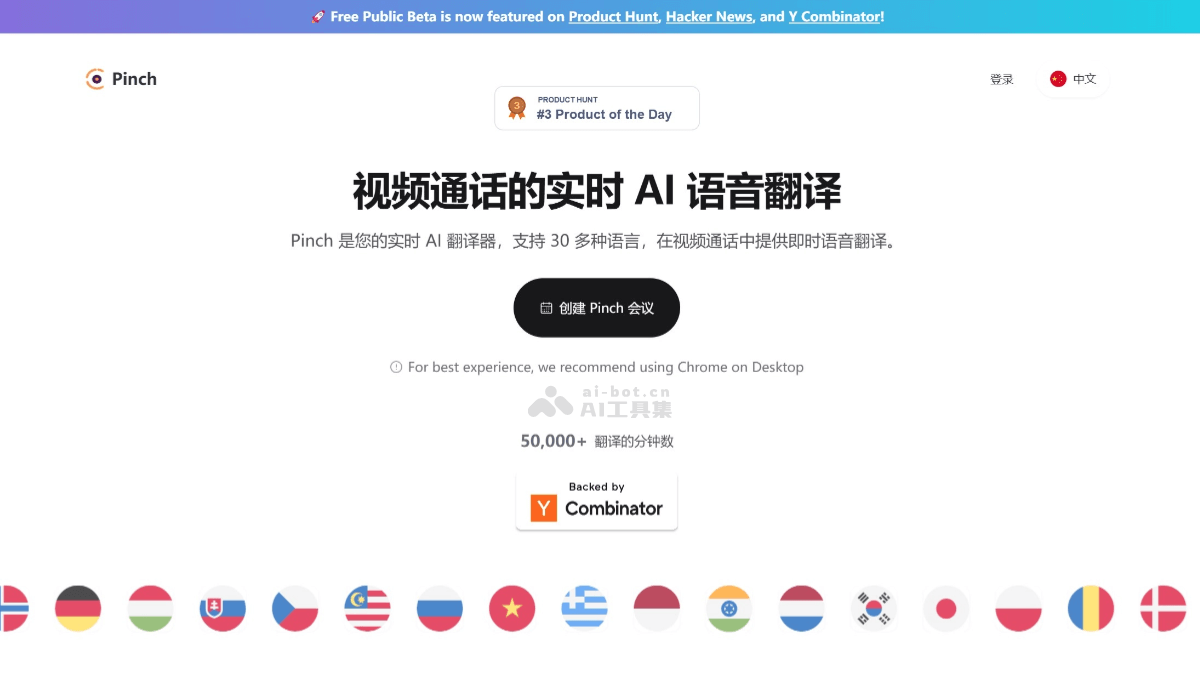 🚀 Free Public Beta is now featured on Product Hunt, Hacker News, and Y Combinator!
Pinch
登录
中文
3
PRODUCT HUNT
#3 Product of the Day
视频通话的实时 AI 语音翻译
Pinch 是您的实时 AI 翻译器，支持 30 多种语言，在视频通话中提供即时语音翻译。
创建 Pinch 会议
For best experience, we recommend using Chrome on Desktop
ai-bot.cn
AI工具集
50,000+ 翻译的分钟数
Backed by
Y Combinator